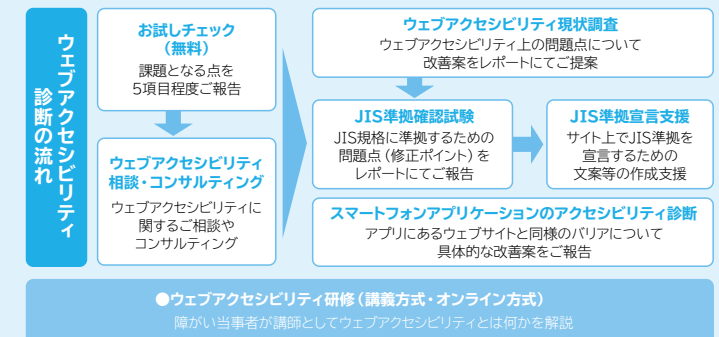 ウェブアクセシビリティ
診断の流れ
お試しチェック
(無料)
課題となる点を
5項目程度ご報告
ウェブアクセシビリティ
相談・コンサルティング
ウェブアクセシビリティに
関するご相談や
コンサルティング
ウェブアクセシビリティ現状調査
ウェブアクセシビリティ上の問題点について
改善案をレポートにてご提案
JIS準拠確認試験
JIS規格に準拠するための
問題点(修正ポイント)を
レポートにてご報告
JIS準拠宣言支援
サイト上でJIS準拠を
宣言するための
文案等の作成支援
スマートフォンアプリケーションのアクセシビリティ診断
アプリにあるウェブサイトと同様のバリアについて
具体的な改善案をご報告
●ウェブアクセシビリティ研修(講義方式・オンライン方式)
障がい当事者が講師としてウェブアクセシビリティとは何かを解説